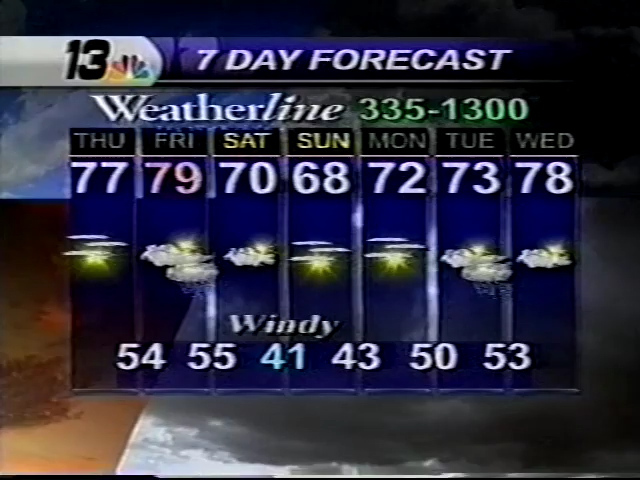 13 7 DAY FORECAST
Weatherline 335-1300
THU FRI SAT SUN MON TUE WED
77 79 70 68 72 73 78
Windy
54 55 41 43 50 53